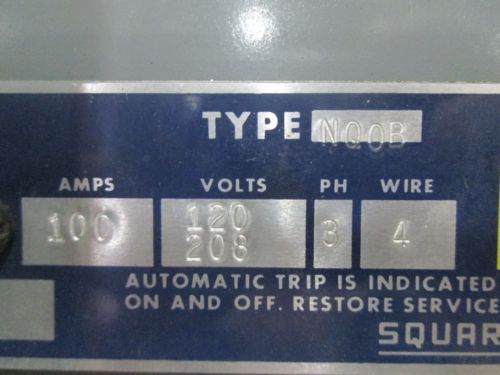 TYPE NQOB
AMPS VOLTS PH WIRE
100 120 3 4
208
AUTOMATIC TRIP IS INDICATED
ON AND OFF. RESTORE SERVICE
SQUAR